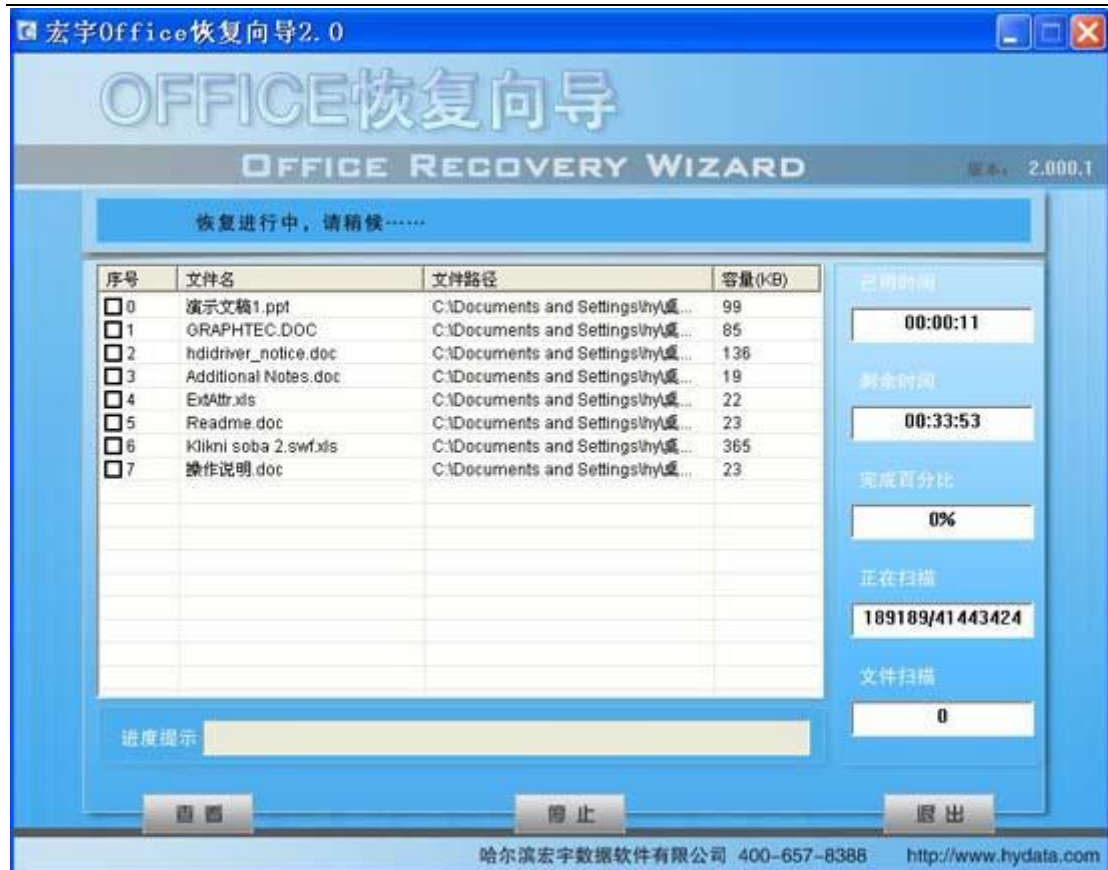 宏宇Office恢复向导2.0
OFFICE恢复向导
OFFICE RECOVERY WIZARD
版本: 2.000.1
恢复进行中,请稍候……
序号 文件名 文件路径 容量(KB)
0 演示文稿1.ppt C:\Documents and Settings\hy\桌... 99
1 GRAPHTEC.DOC C:\Documents and Settings\hy\桌... 85
2 hdidriver_notice.doc C:\Documents and Settings\hy\桌... 136
3 Additional Notes.doc C:\Documents and Settings\hy\桌... 19
4 ExtAttr.xls C:\Documents and Settings\hy\桌... 22
5 Readme.doc C:\Documents and Settings\hy\桌... 23
6 Klikni soba 2.swf.xls C:\Documents and Settings\hy\桌... 365
7 操作说明.doc C:\Documents and Settings\hy\桌... 23
已用时间
00:00:11
剩余时间
00:33:53
完成百分比
0%
正在扫描
189189/41443424
文件扫描
0
进度提示
查看 停止 退出
哈尔滨宏宇数据软件有限公司 400-657-8388 http://www.hydata.com